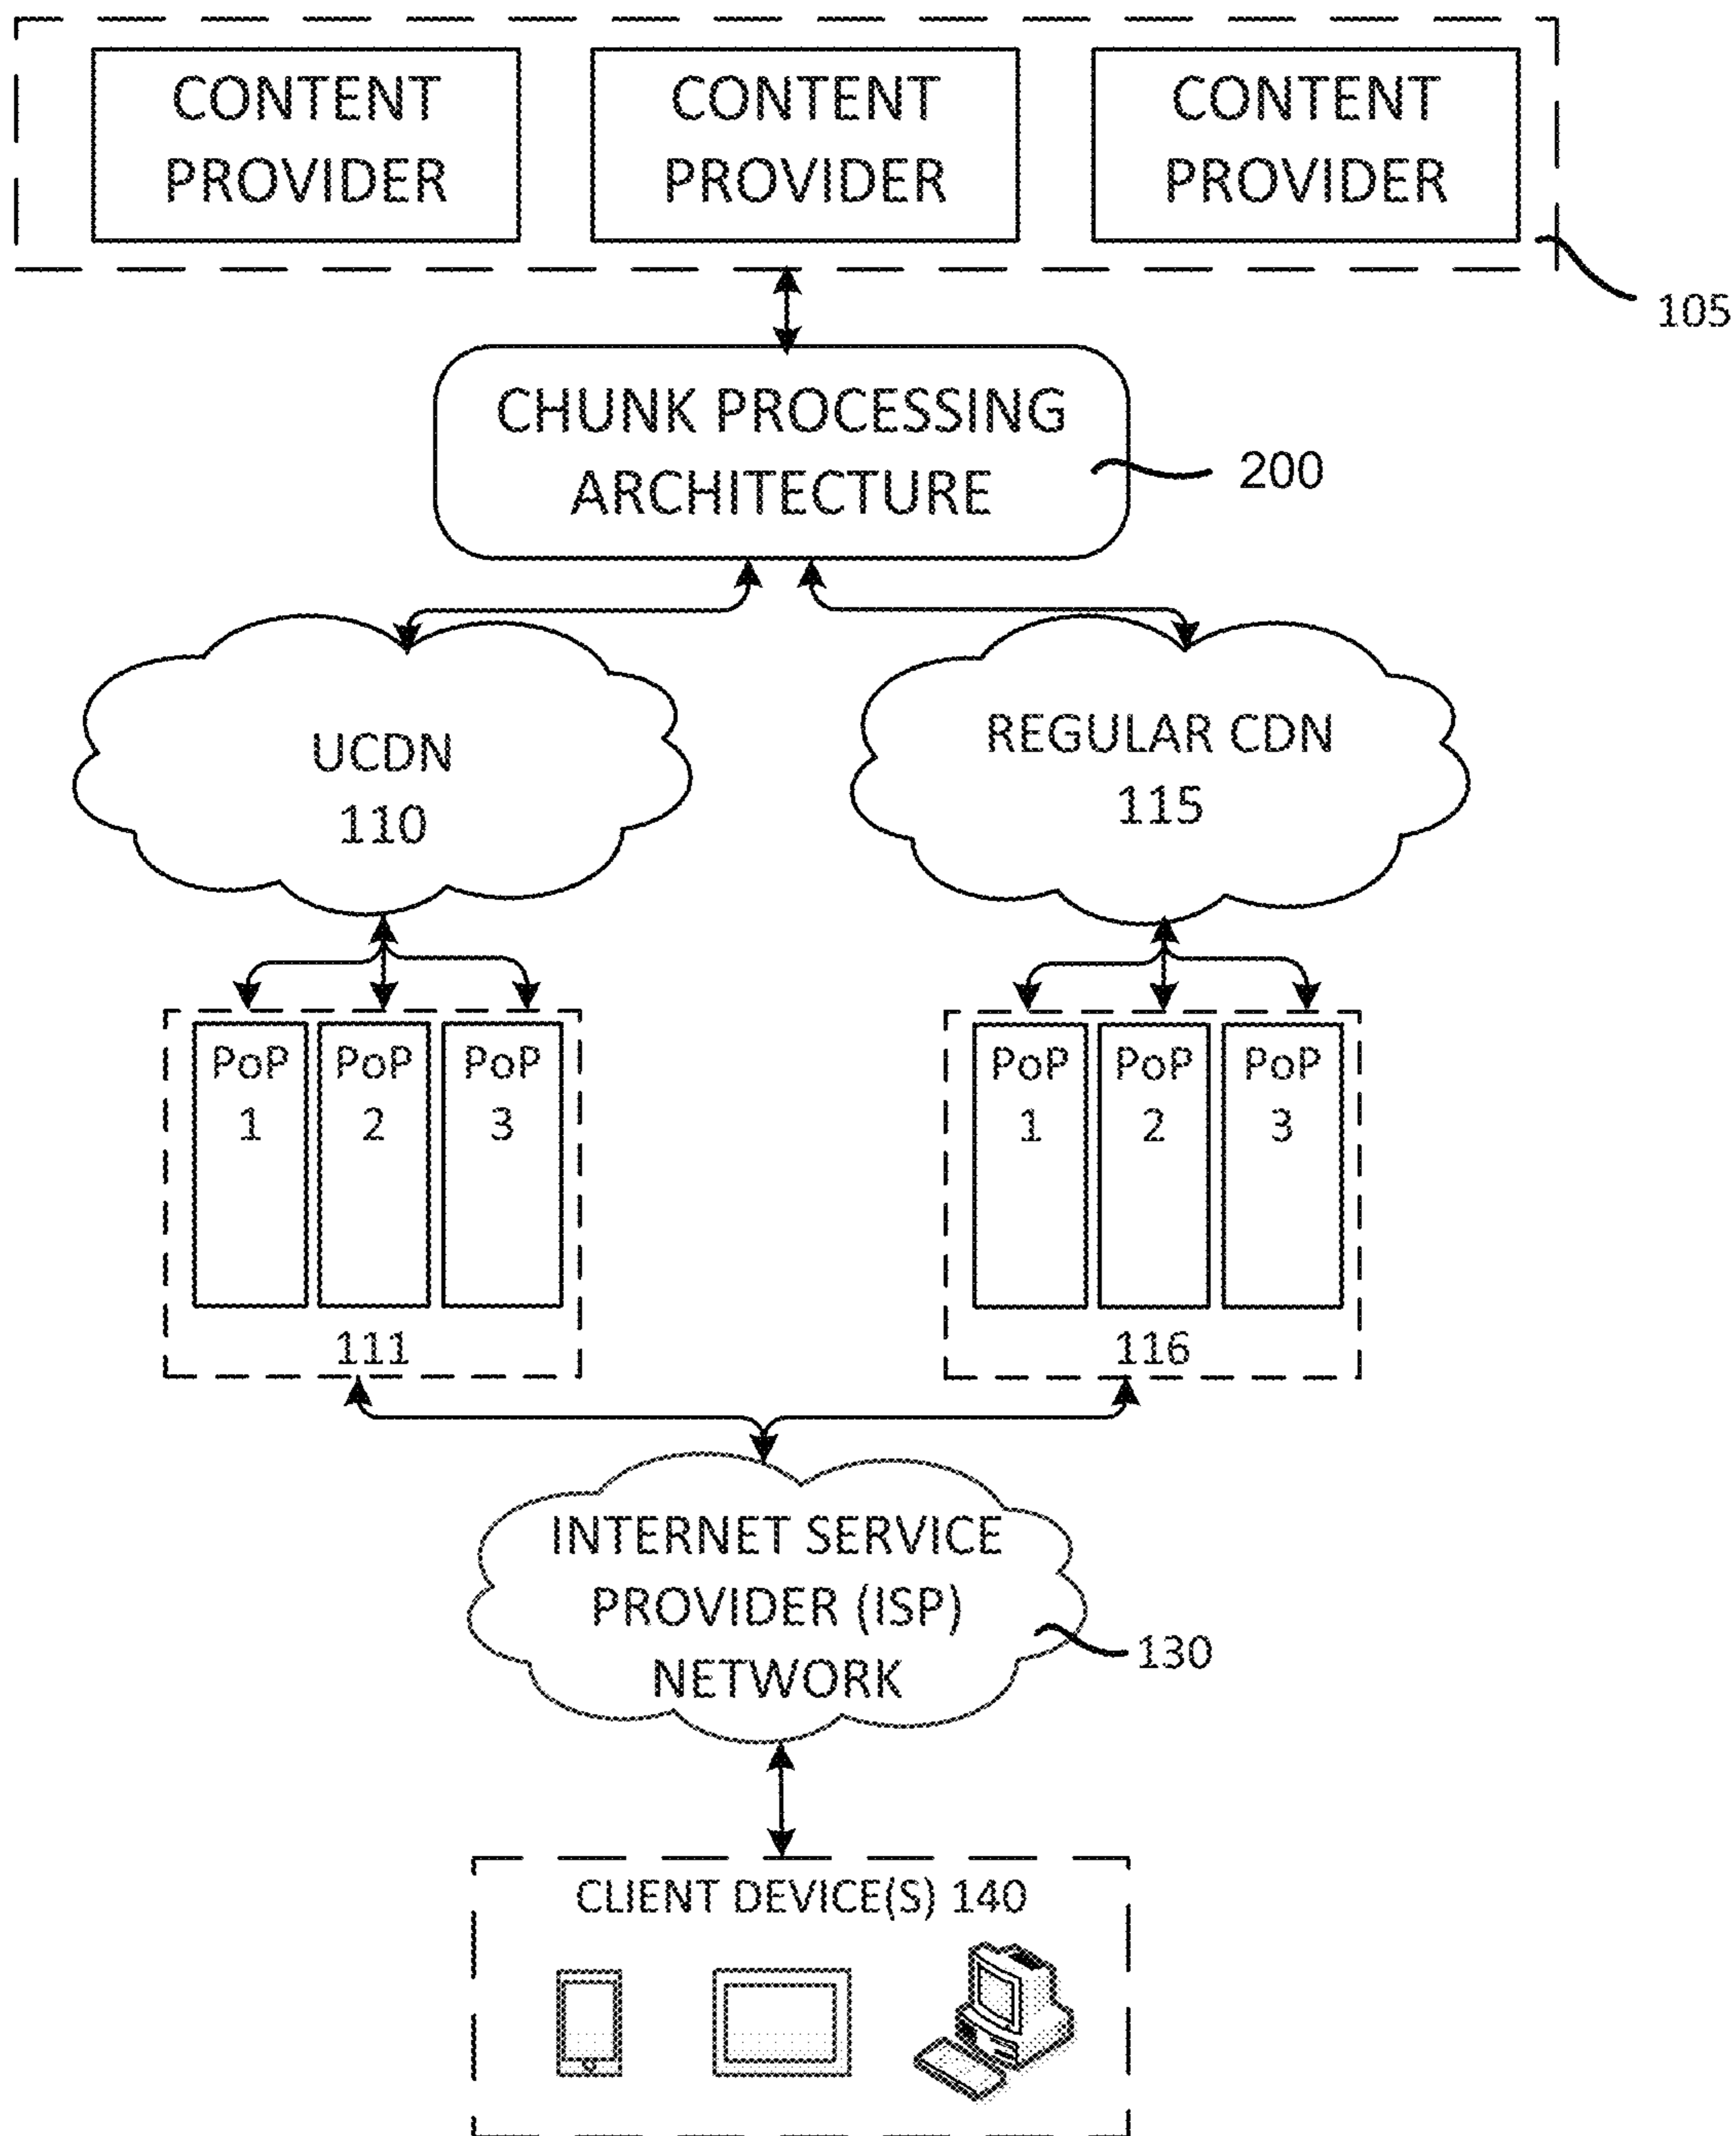 CONTENT
PROVIDER
CONTENT
PROVIDER
CONTENT
PROVIDER
105
CHUNK PROCESSING
ARCHITECTURE
200
UCDN
110
REGULAR CDN
115
PoP
1
PoP
2
PoP
3
111
PoP
1
PoP
2
PoP
3
116
INTERNET SERVICE
PROVIDER (ISP)
NETWORK
130
CLIENT DEVICE(S) 140